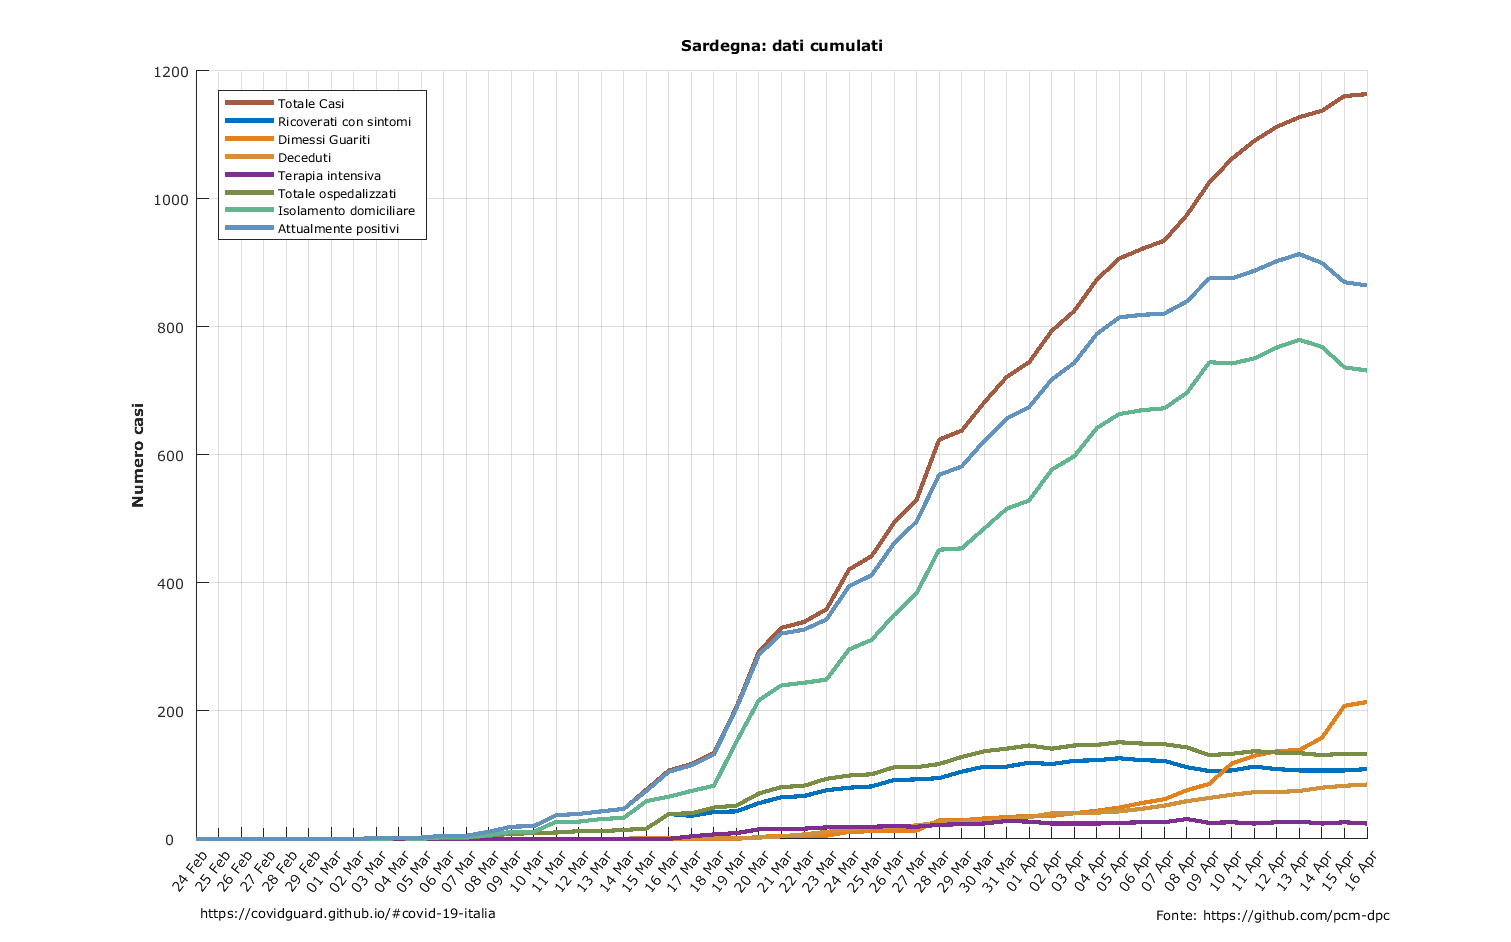 Sardegna: dati cumulati
1200
1000
800
600
400
200
0
Numero casi
Totale Casi
Ricoverati con sintomi
Dimessi Guariti
Deceduti
Terapia intensiva
Totale ospedalizzati
Isolamento domiciliare
Attualmente positivi
24 Feb
25 Feb
26 Feb
27 Feb
28 Feb
29 Feb
01 Mar
02 Mar
03 Mar
04 Mar
05 Mar
06 Mar
07 Mar
08 Mar
09 Mar
10 Mar
11 Mar
12 Mar
13 Mar
14 Mar
15 Mar
16 Mar
17 Mar
18 Mar
19 Mar
20 Mar
21 Mar
22 Mar
23 Mar
24 Mar
25 Mar
26 Mar
27 Mar
28 Mar
29 Mar
30 Mar
31 Mar
01 Apr
02 Apr
03 Apr
04 Apr
05 Apr
06 Apr
07 Apr
08 Apr
09 Apr
10 Apr
11 Apr
12 Apr
13 Apr
14 Apr
15 Apr
16 Apr
https://covidguard.github.io/#covid-19-italia
Fonte: https://github.com/pcm-dpc